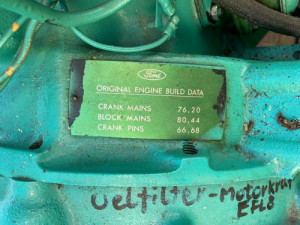 Ford
ORIGINAL ENGINE BUILD DATA
CRANK MAINS 76,20
BLOCK MAINS 80,44
CRANK PINS 66,68
Oelfilter-Motorkraft
EFL8